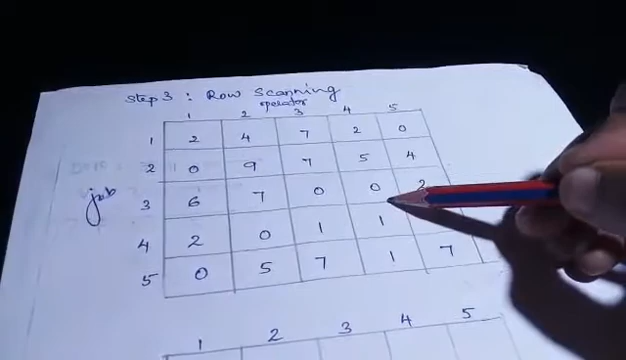 Step 3 : Row Scanning
operator
1 2 3 4 5
1 2 4 7 2 0
2 0 9 7 5 4
job
3 6 7 0 0 2
4 2 0 1 1
5 0 5 7 1 7
1 2 3 4 5